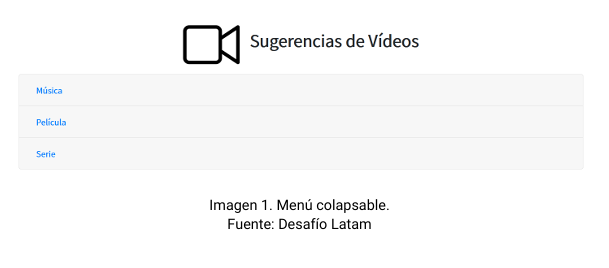 Sugerencias de Vídeos
Música
Película
Serie
Imagen 1. Menú colapsable.
Fuente: Desafío Latam